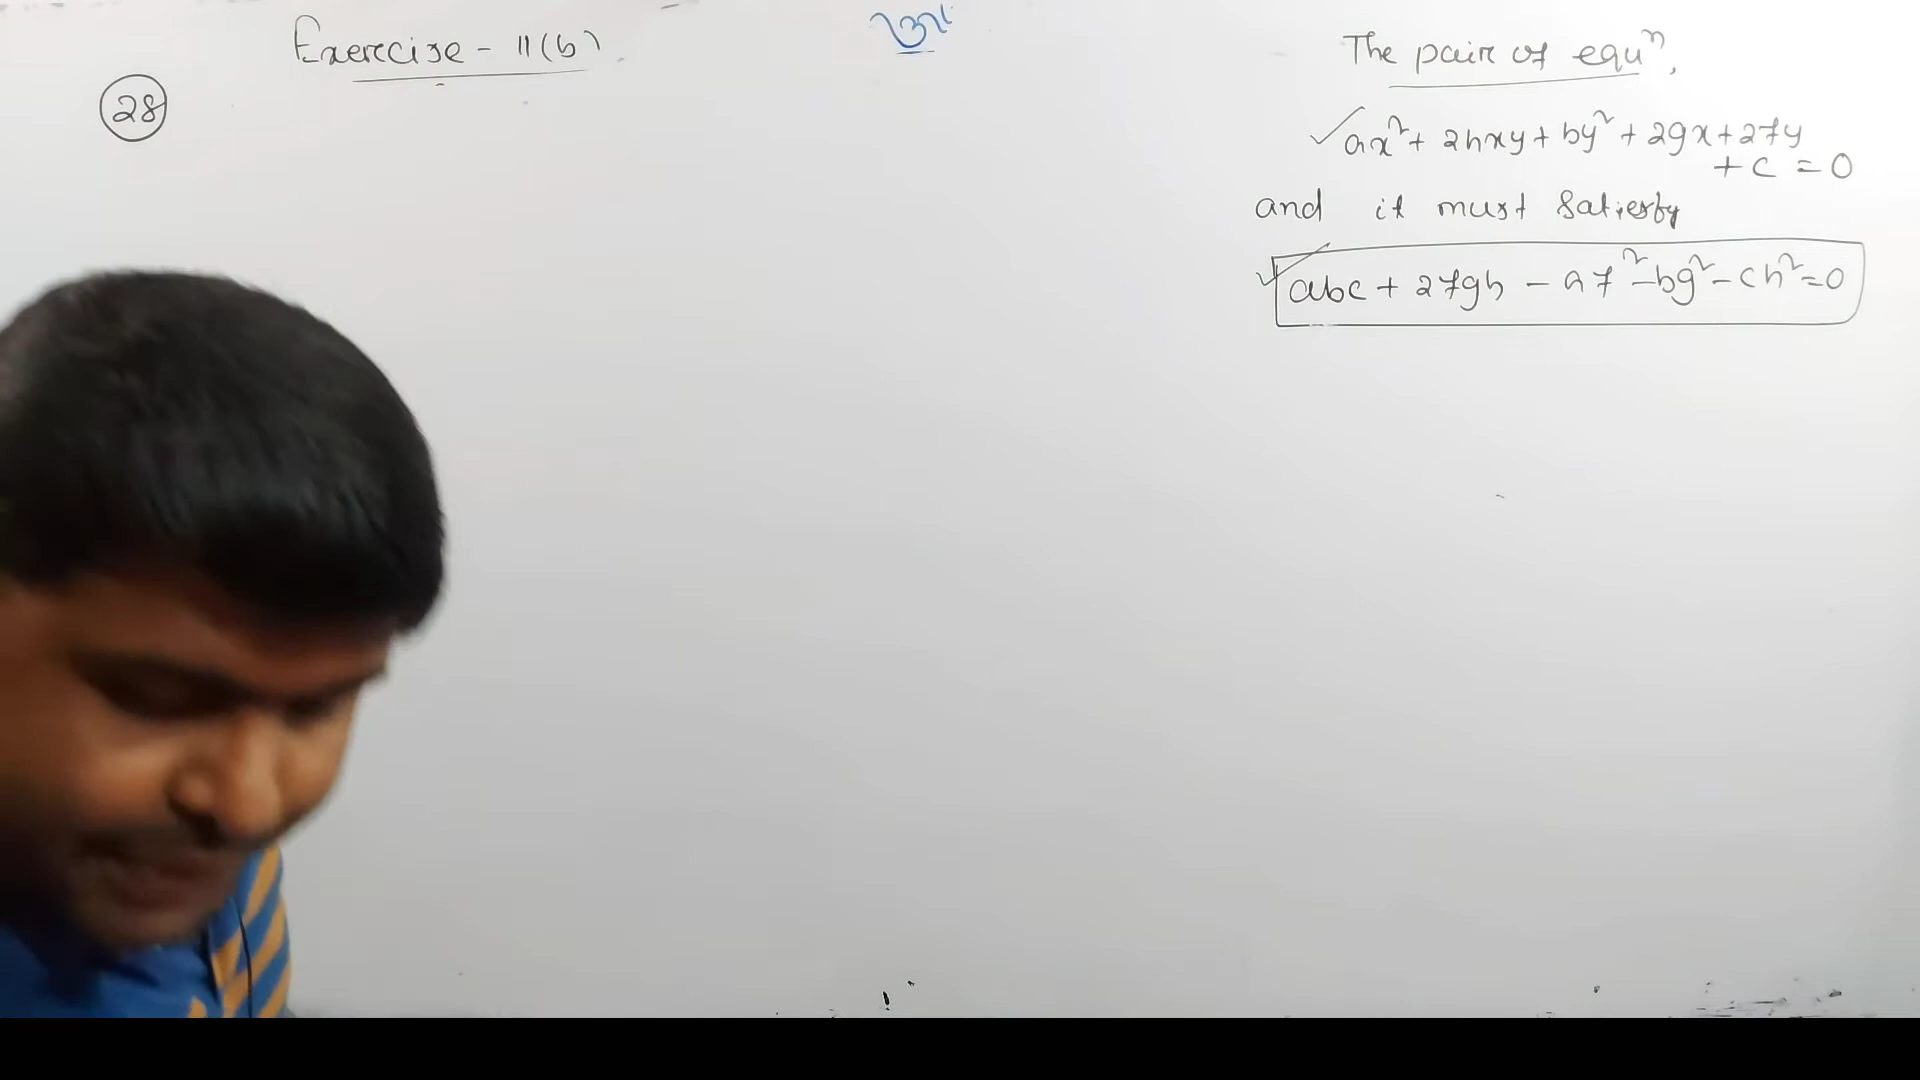 Exercise - 11(b)
28
The pair of equⁿ,
ax² + 2hxy + by² + 2gx + 2fy
+ c = 0
and it must satisfy
abc + 2fgh - af² - bg² - ch² = 0